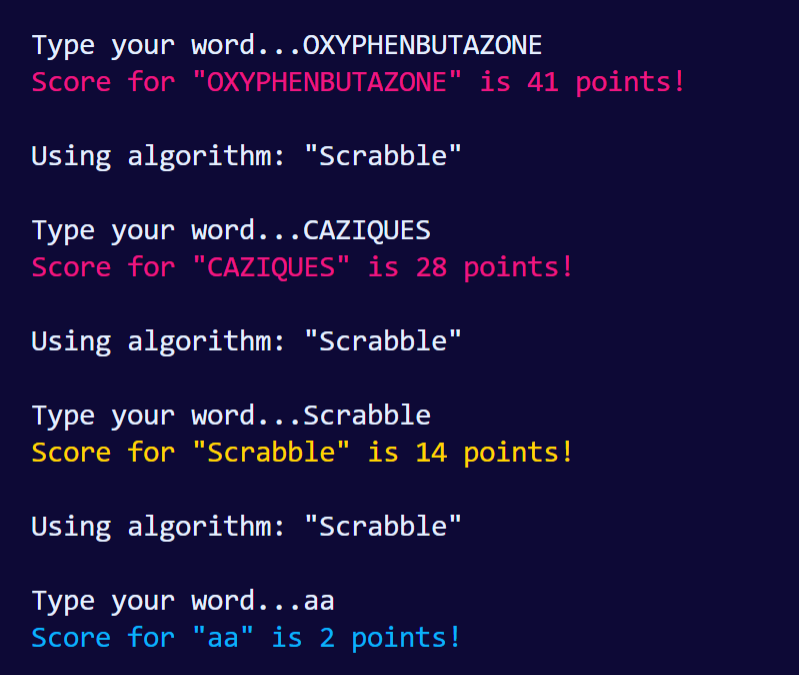 Type your word...OXYPHENBUTAZONE
Score for "OXYPHENBUTAZONE" is 41 points!
Using algorithm: "Scrabble"
Type your word...CAZIQUES
Score for "CAZIQUES" is 28 points!
Using algorithm: "Scrabble"
Type your word...Scrabble
Score for "Scrabble" is 14 points!
Using algorithm: "Scrabble"
Type your word...aa
Score for "aa" is 2 points!